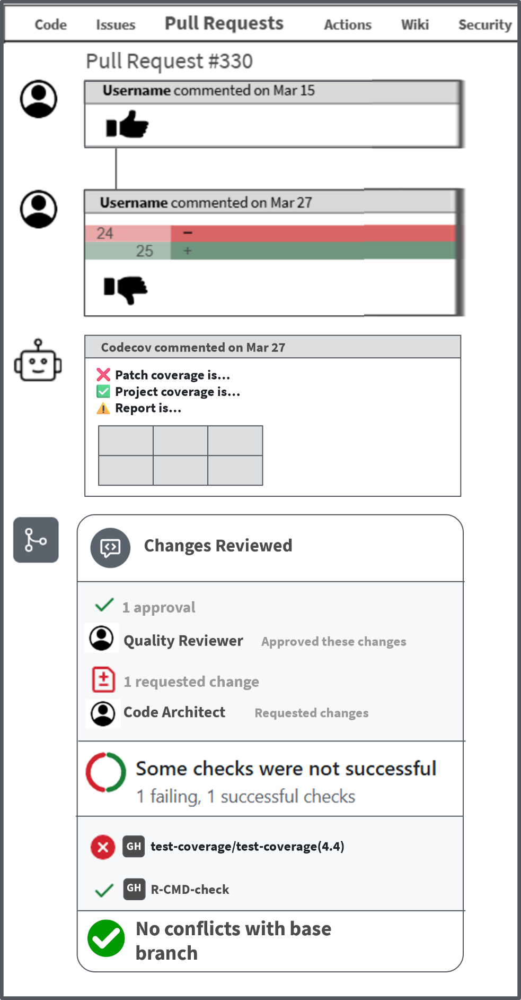 Code Issues Pull Requests Actions Wiki Security
Pull Request #330
Username commented on Mar 15
Username commented on Mar 27
24 −
25 +
Codecov commented on Mar 27
Patch coverage is...
Project coverage is...
Report is...
Changes Reviewed
1 approval
Quality Reviewer Approved these changes
1 requested change
Code Architect Requested changes
Some checks were not successful
1 failing, 1 successful checks
GH test-coverage/test-coverage(4.4)
GH R-CMD-check
No conflicts with base
branch